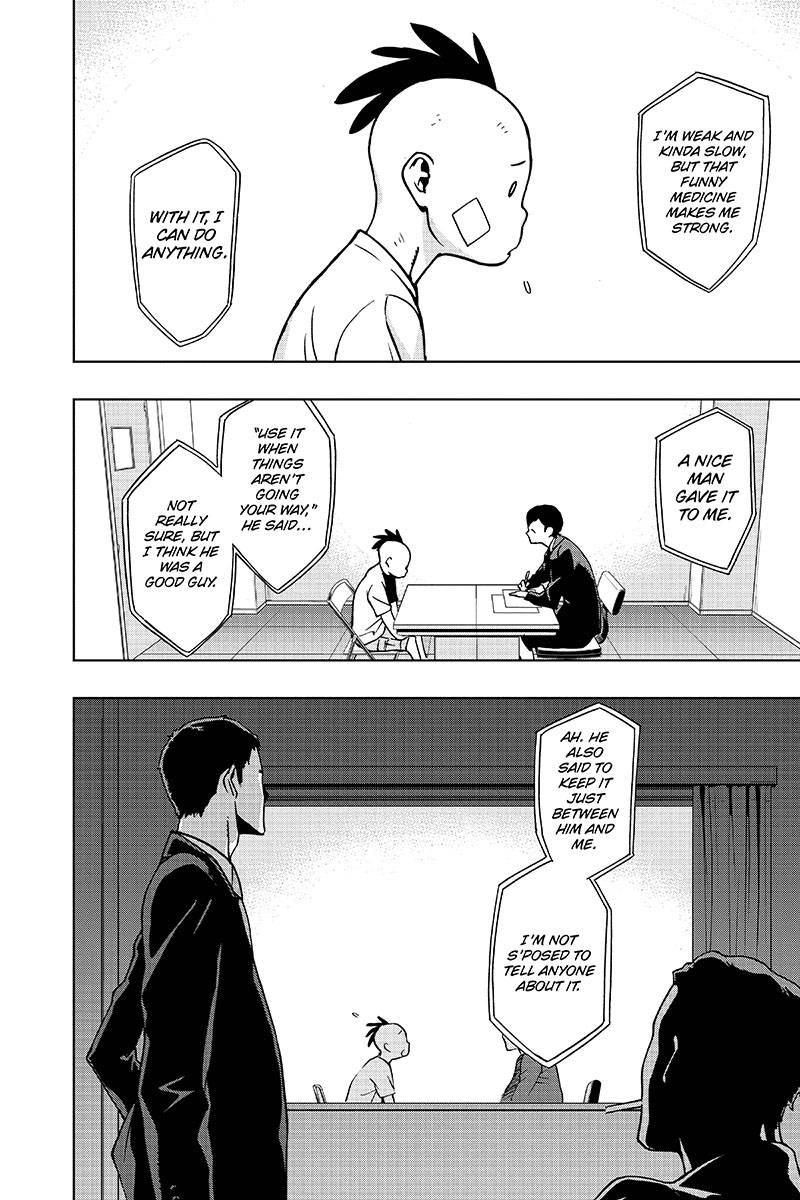 I'M WEAK AND
KINDA SLOW,
BUT THAT
FUNNY
MEDICINE
MAKES ME
STRONG.
WITH IT, I
CAN DO
ANYTHING.
A NICE
MAN
GAVE IT
TO ME.
"USE IT
WHEN
THINGS
AREN'T
GOING
YOUR WAY,"
HE SAID...
NOT
REALLY
SURE, BUT
I THINK HE
WAS A
GOOD GUY.
AH. HE
ALSO
SAID TO
KEEP IT
JUST
BETWEEN
HIM AND
ME.
I'M NOT
S'POSED TO
TELL ANYONE
ABOUT IT.